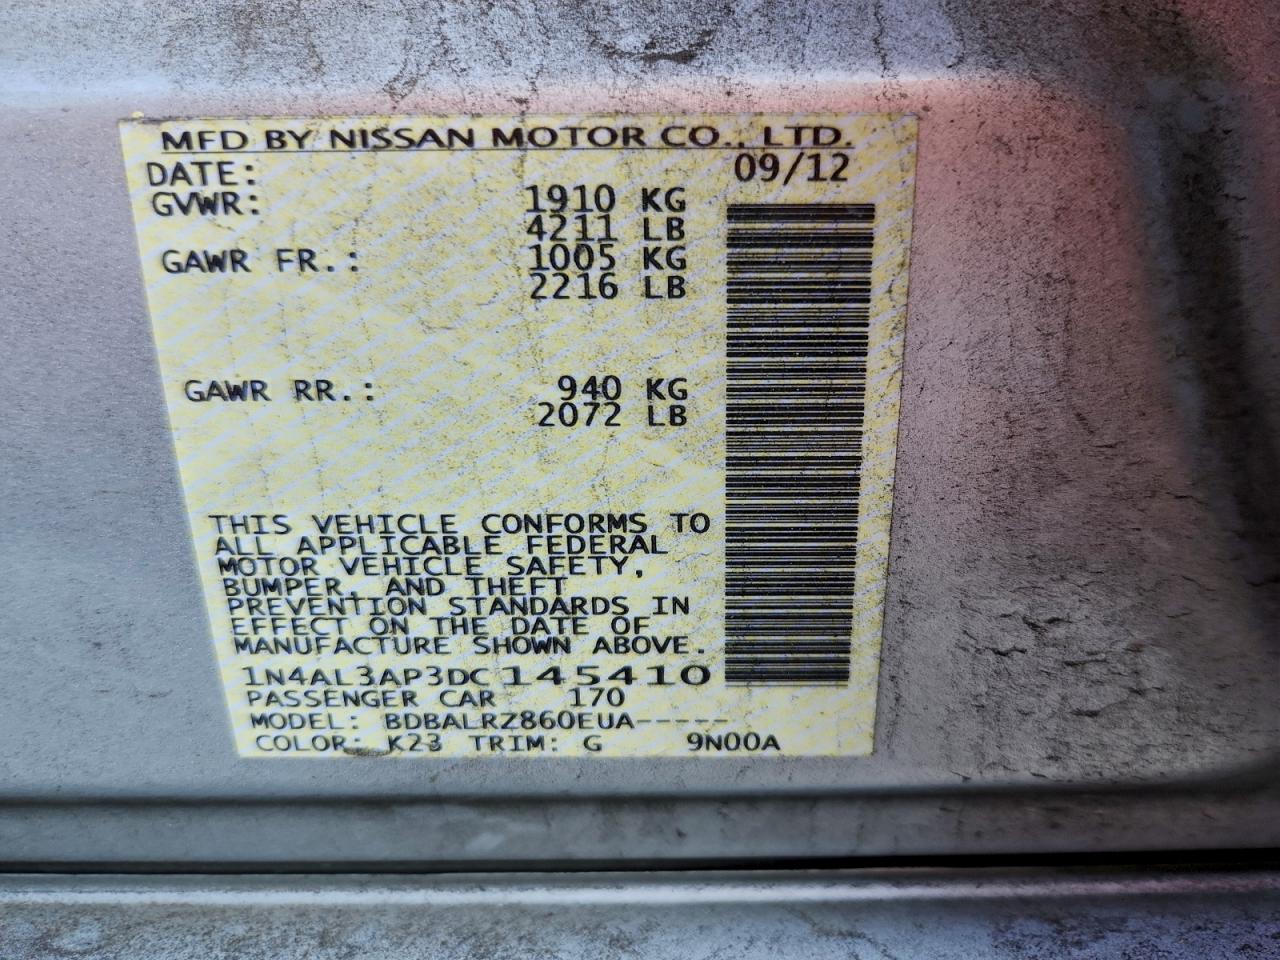 MFD BY NISSAN MOTOR CO., LTD.
DATE: 09/12
GVWR: 1910 KG
4211 LB
GAWR FR.: 1005 KG
2216 LB
GAWR RR.: 940 KG
2072 LB
THIS VEHICLE CONFORMS TO
ALL APPLICABLE FEDERAL
MOTOR VEHICLE SAFETY,
BUMPER, AND THEFT
PREVENTION STANDARDS IN
EFFECT ON THE DATE OF
MANUFACTURE SHOWN ABOVE.
1N4AL3AP3DC145410
PASSENGER CAR 170
MODEL: BDBALRZ860EUA-----
COLOR: K23 TRIM: G 9N00A